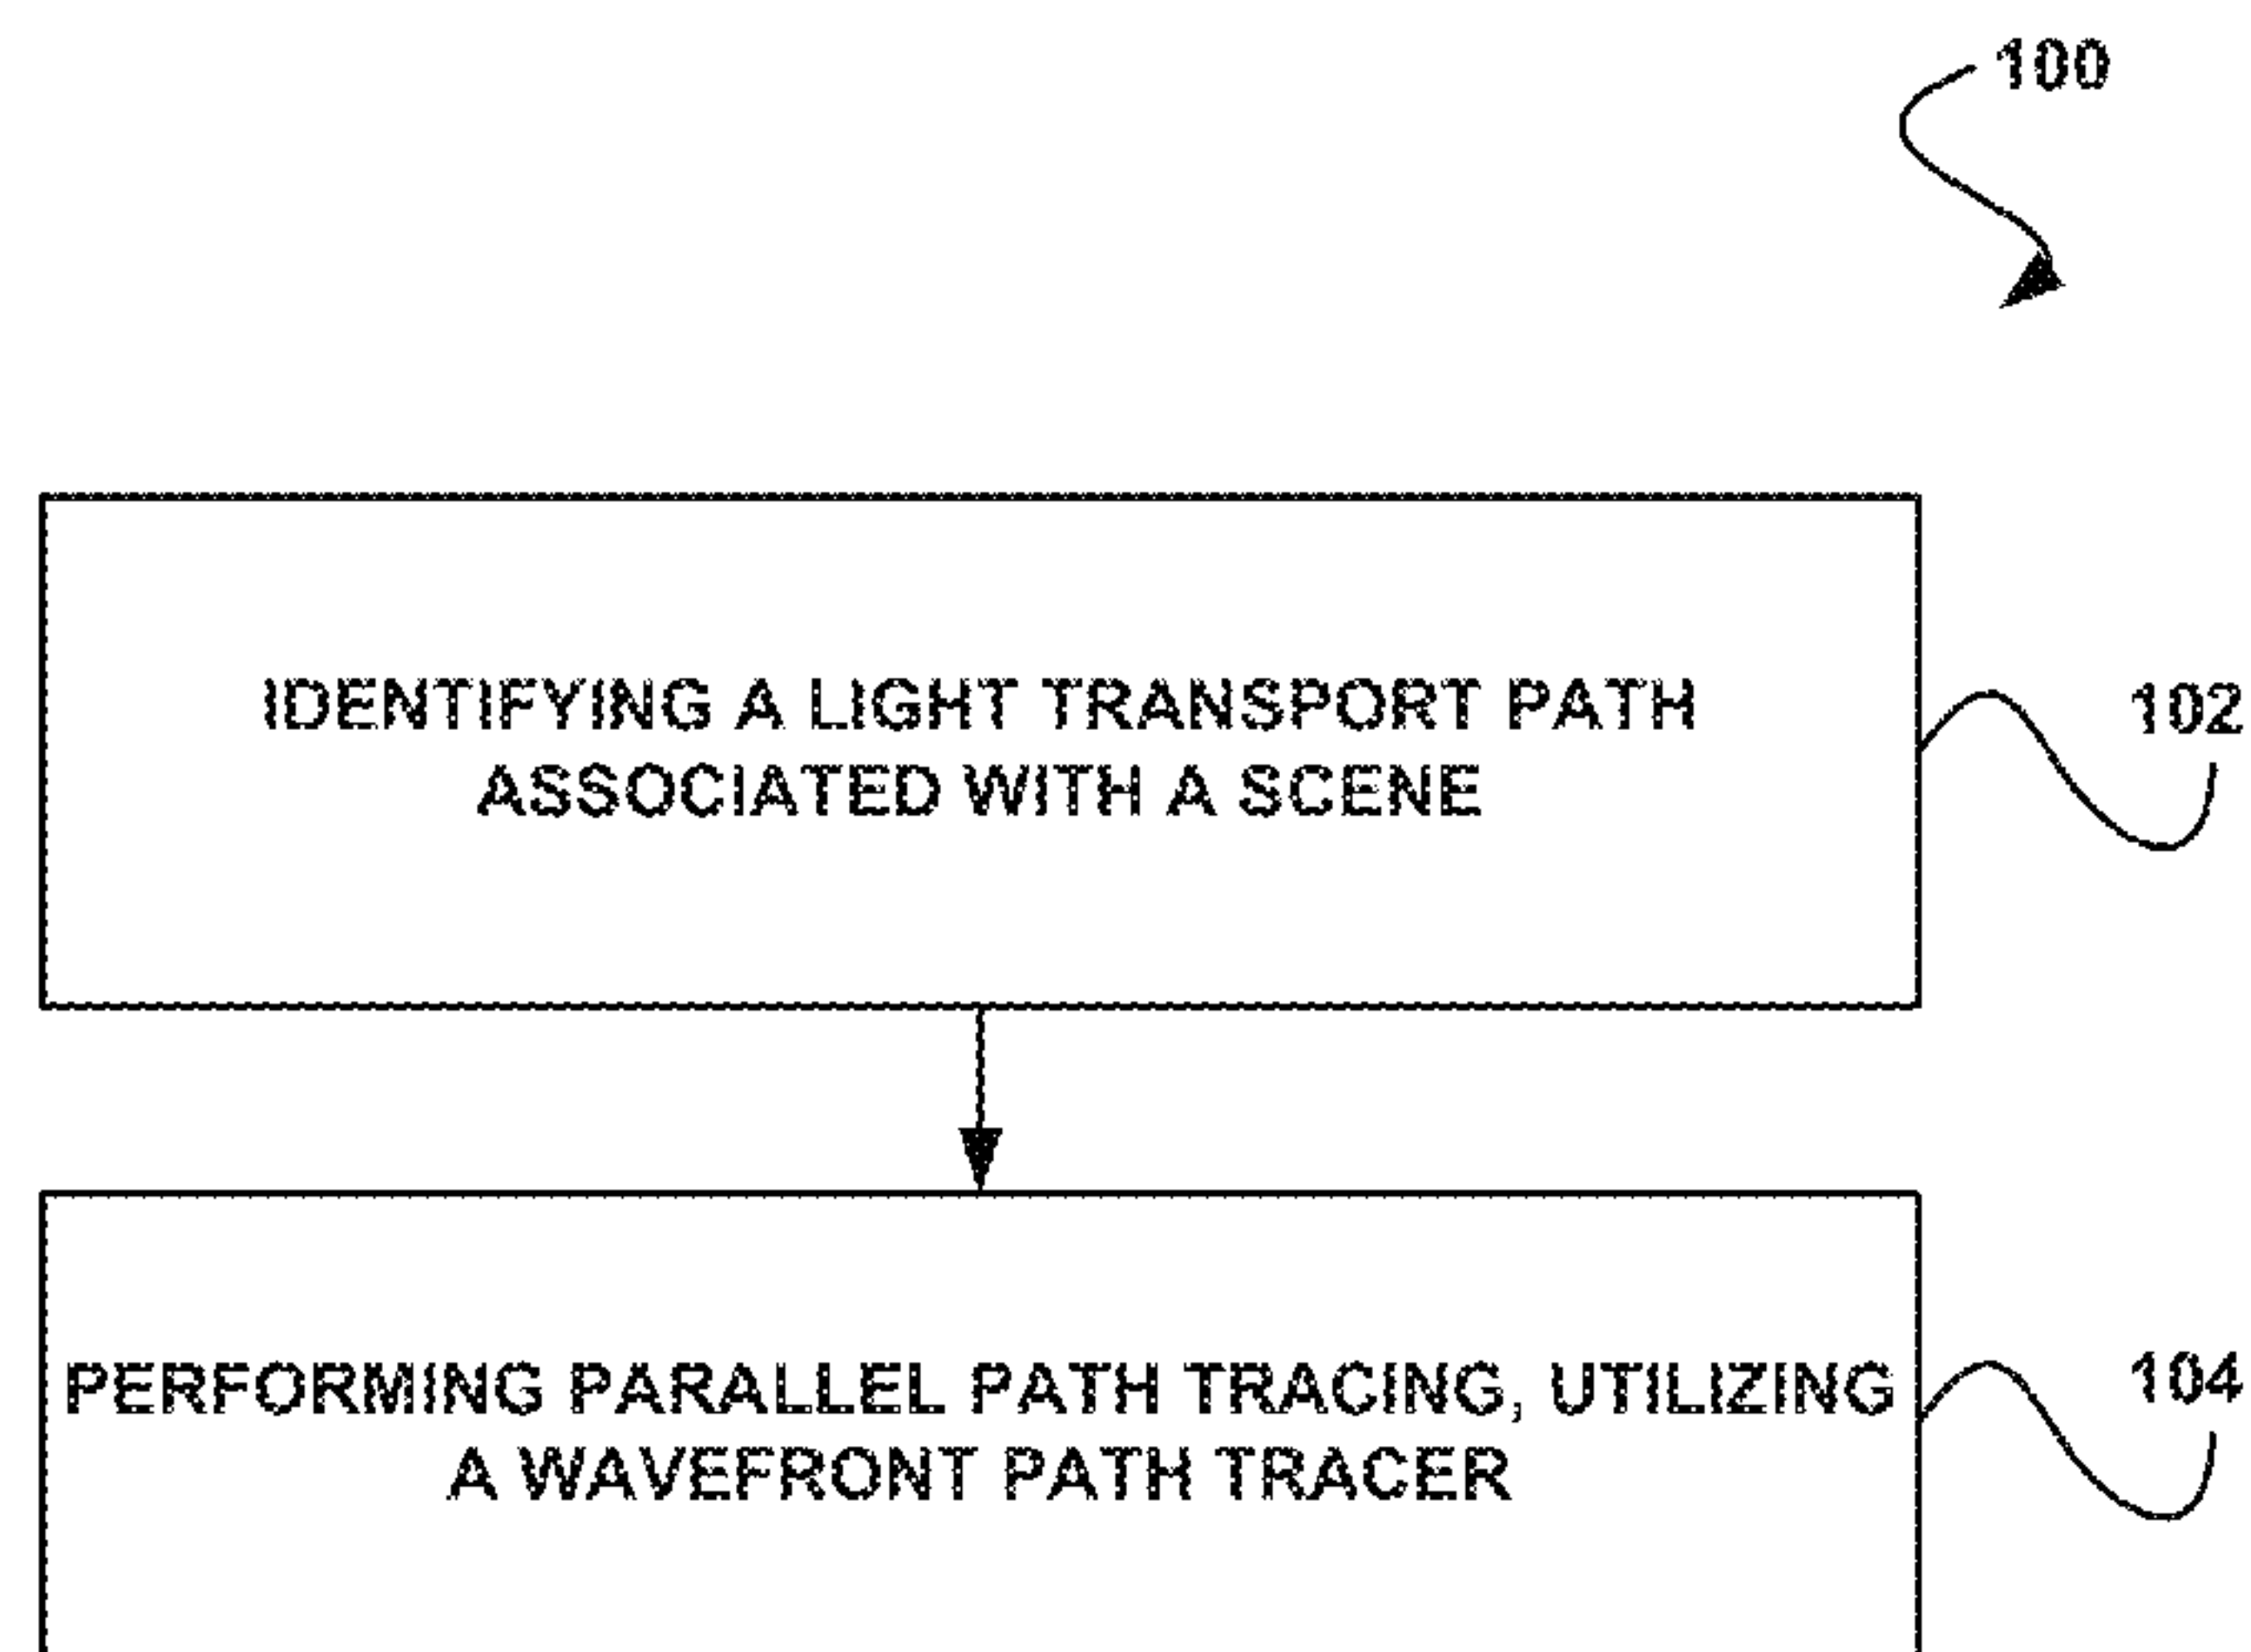 100
IDENTIFYING A LIGHT TRANSPORT PATH
ASSOCIATED WITH A SCENE
102
PERFORMING PARALLEL PATH TRACING, UTILIZING
A WAVEFRONT PATH TRACER
104